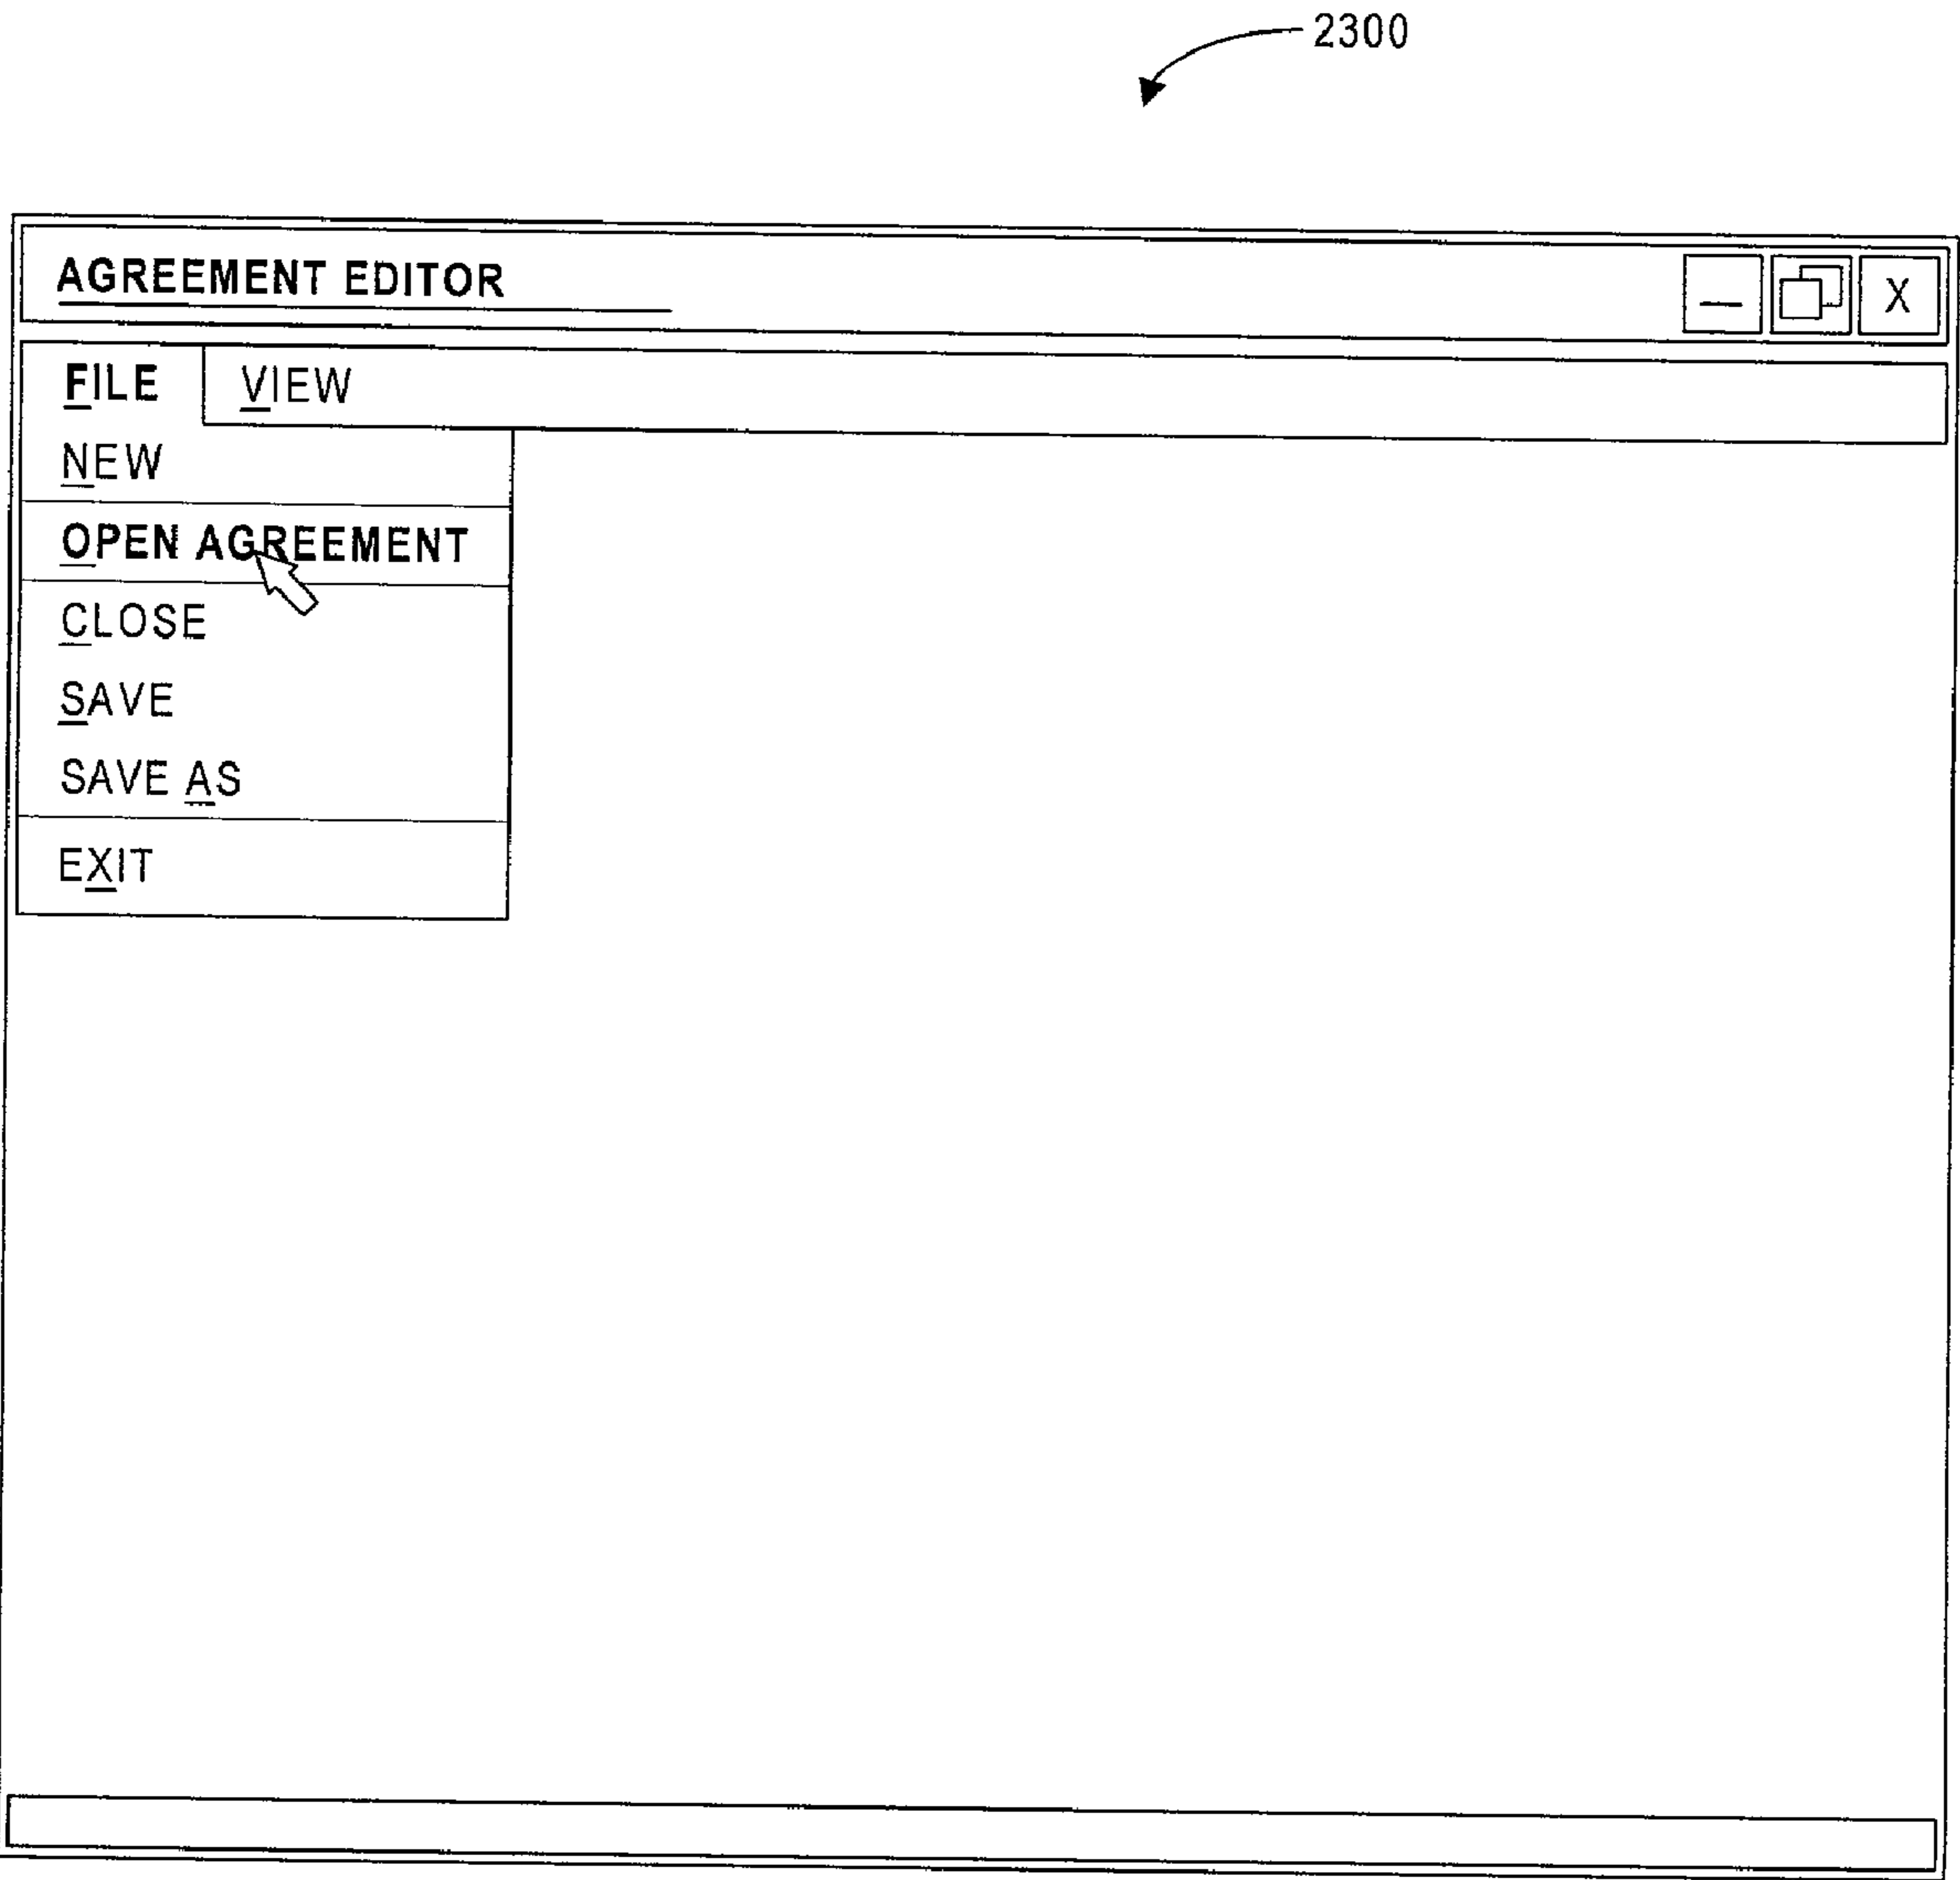 2300
AGREEMENT EDITOR
X
FILE VIEW
NEW
OPEN AGREEMENT
CLOSE
SAVE
SAVE AS
EXIT